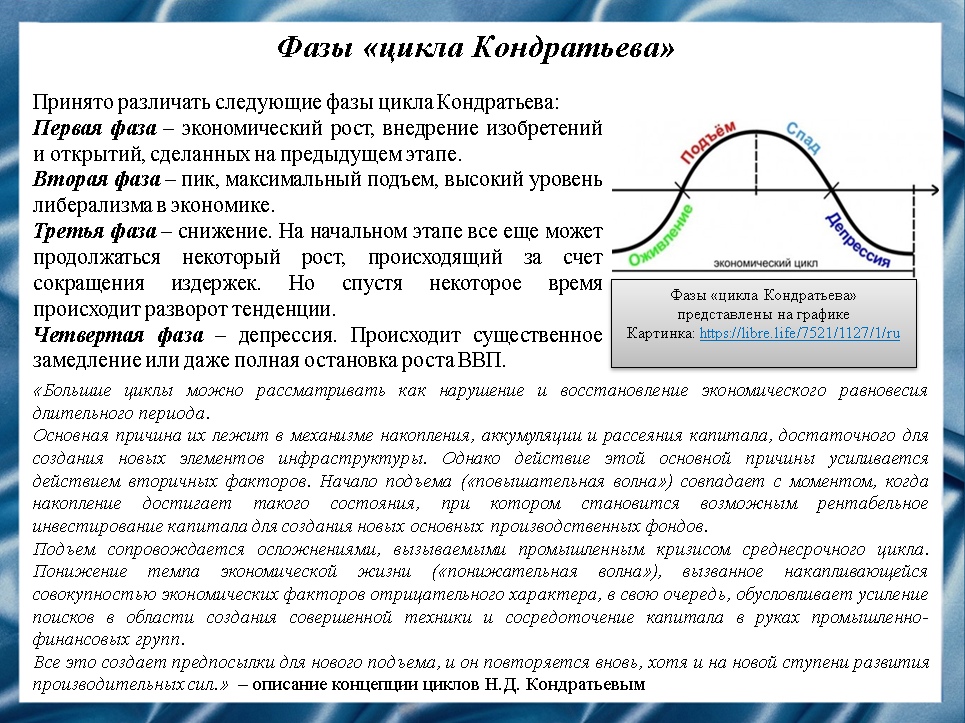 Фазы «цикла Кондратьева»
Принято различать следующие фазы цикла Кондратьева:
Первая фаза – экономический рост, внедрение изобретений
и открытий, сделанных на предыдущем этапе.
Вторая фаза – пик, максимальный подъем, высокий уровень
либерализма в экономике.
Третья фаза – снижение. На начальном этапе все еще может
продолжаться некоторый рост, происходящий за счет
сокращения издержек. Но спустя некоторое время
происходит разворот тенденции.
Четвертая фаза – депрессия. Происходит существенное
замедление или даже полная остановка роста ВВП.
Оживление
Подъём
Спад
Депрессия
экономический цикл
Фазы «цикла Кондратьева»
представлены на графике
Картинка: https://libre.life/7521/1127/1/ru
«Большие циклы можно рассматривать как нарушение и восстановление экономического равновесия
длительного периода.
Основная причина их лежит в механизме накопления, аккумуляции и рассеяния капитала, достаточного для
создания новых элементов инфраструктуры. Однако действие этой основной причины усиливается
действием вторичных факторов. Начало подъема («повышательная волна») совпадает с моментом, когда
накопление достигает такого состояния, при котором становится возможным рентабельное
инвестирование капитала для создания новых основных производственных фондов.
Подъем сопровождается осложнениями, вызываемыми промышленным кризисом среднесрочного цикла.
Понижение темпа экономической жизни («понижательная волна»), вызванное накапливающейся
совокупностью экономических факторов отрицательного характера, в свою очередь, обусловливает усиление
поисков в области создания совершенной техники и сосредоточение капитала в руках промышленно-
финансовых групп.
Все это создает предпосылки для нового подъема, и он повторяется вновь, хотя и на новой ступени развития
производительных сил.» – описание концепции циклов Н.Д. Кондратьевым